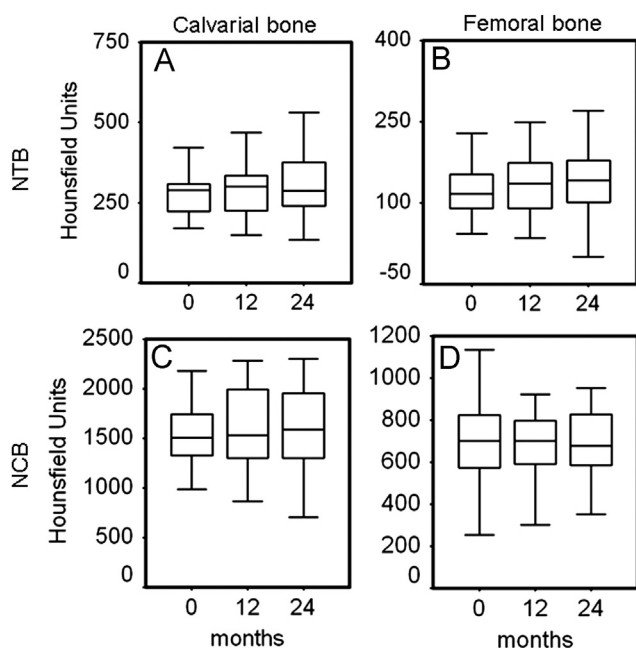 Calvarial bone
Femoral bone
NTB
Hounsfield Units
750
500
250
0
A
0 12 24
400
250
100
-50
B
0 12 24
NCB
Hounsfield Units
2500
2000
1500
1000
500
0
C
0 12 24
months
1200
1000
800
600
400
200
0
D
0 12 24
months